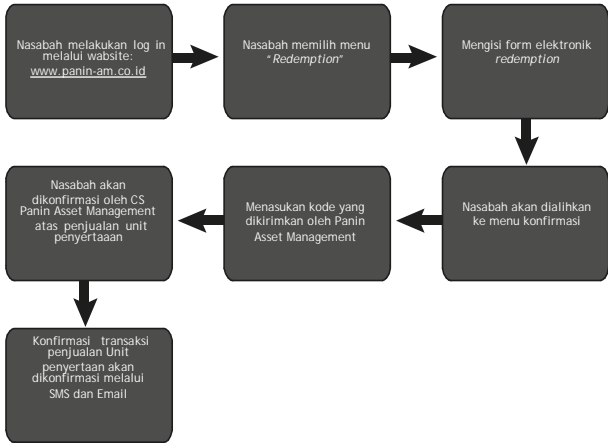 Nasabah melakukan log in
melalui wabsite:
www.panin-am.co.id
Nasabah memilih menu
“Redemption”
Mengisi form elektronik
redemption
Nasabah akan dialihkan
ke menu konfirmasi
Menasukan kode yang
dikirimkan oleh Panin
Asset Management
Nasabah akan
dikonfirmasi oleh CS
Panin Asset Management
atas penjualan unit
penyertaaan
Konfirmasi transaksi
penjualan Unit
penyertaan akan
dikonfirmasi melalui
SMS dan Email